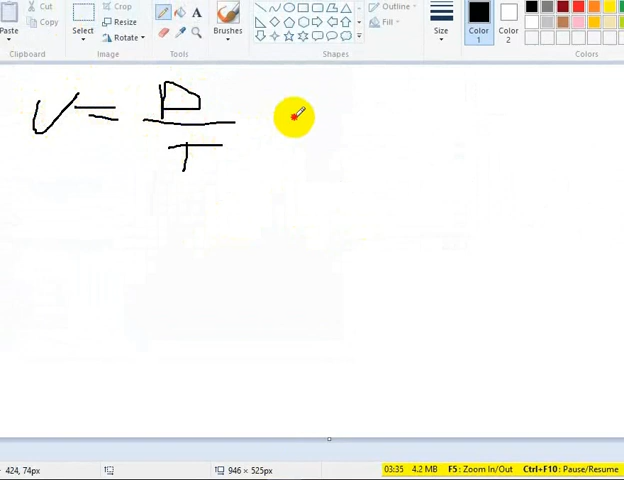 Paste
Cut
Copy
Clipboard
Select
Crop
Resize
Rotate
Image
A
Tools
Brushes
Outline
Fill
Shapes
Size
Color 1
Color 2
Colors
V = D
T
424, 74px
946 × 525px
03:35 4.2 MB F5: Zoom In/Out Ctrl+F10: Pause/Resume